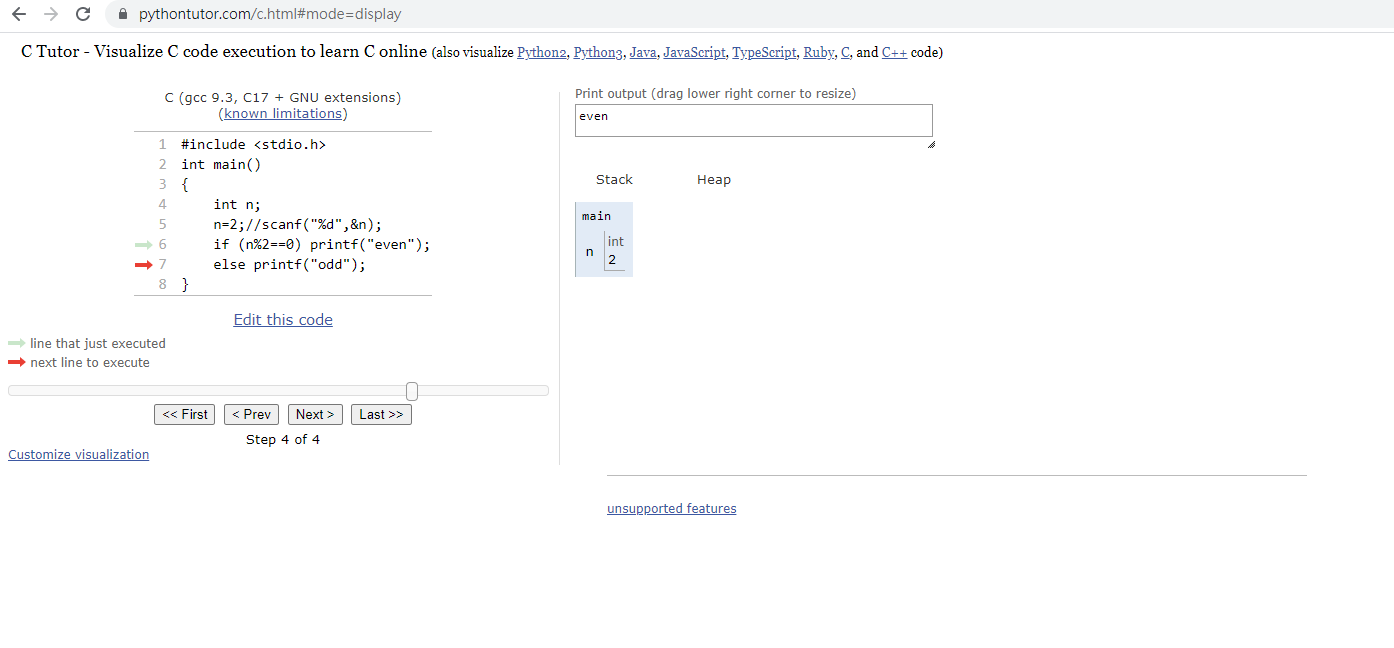 pythontutor.com/c.html#mode=display
C Tutor - Visualize C code execution to learn C online (also visualize Python2, Python3, Java, JavaScript, TypeScript, Ruby, C, and C++ code)
C (gcc 9.3, C17 + GNU extensions)
(known limitations)
1 #include <stdio.h>
2 int main()
3 {
4 int n;
5 n=2;//scanf("%d",&n);
6 if (n%2==0) printf("even");
7 else printf("odd");
8 }
Edit this code
line that just executed
next line to execute
<< First < Prev Next > Last >>
Step 4 of 4
Customize visualization
Print output (drag lower right corner to resize)
even
Stack Heap
main
n int
2
unsupported features